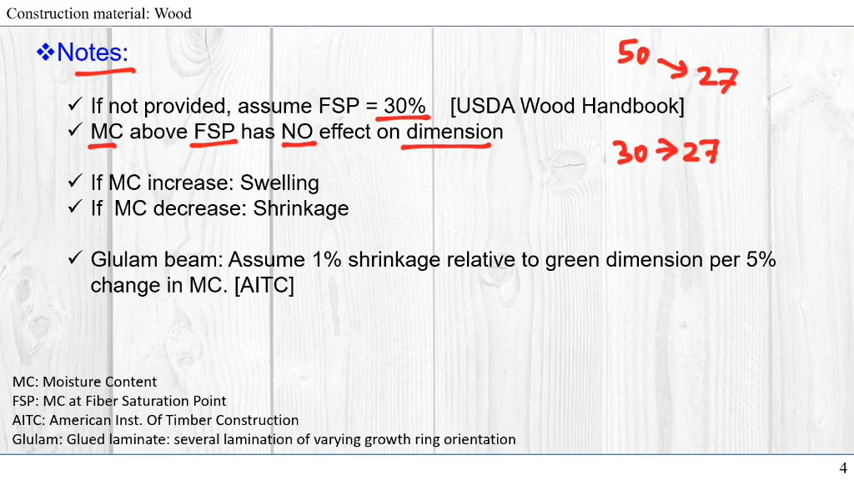 Construction material: Wood
❖Notes:
50 → 27
✓ If not provided, assume FSP = 30% [USDA Wood Handbook]
✓ MC above FSP has NO effect on dimension
30 → 27
✓ If MC increase: Swelling
✓ If MC decrease: Shrinkage
✓ Glulam beam: Assume 1% shrinkage relative to green dimension per 5%
change in MC. [AITC]
MC: Moisture Content
FSP: MC at Fiber Saturation Point
AITC: American Inst. Of Timber Construction
Glulam: Glued laminate: several lamination of varying growth ring orientation
4